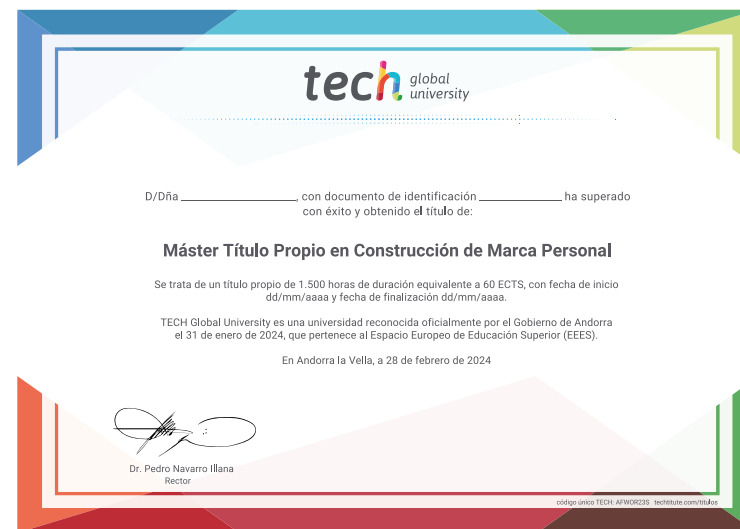 tech global university
D/Dña ____________, con documento de identificación ____________ ha superado
con éxito y obtenido el título de:
Máster Título Propio en Construcción de Marca Personal
Se trata de un título propio de 1.500 horas de duración equivalente a 60 ECTS, con fecha de inicio
dd/mm/aaaa y fecha de finalización dd/mm/aaaa.
TECH Global University es una universidad reconocida oficialmente por el Gobierno de Andorra
el 31 de enero de 2024, que pertenece al Espacio Europeo de Educación Superior (EEES).
En Andorra la Vella, a 28 de febrero de 2024
Dr. Pedro Navarro Illana
Rector
código único TECH: AFWOR23S techtitute.com/titulos